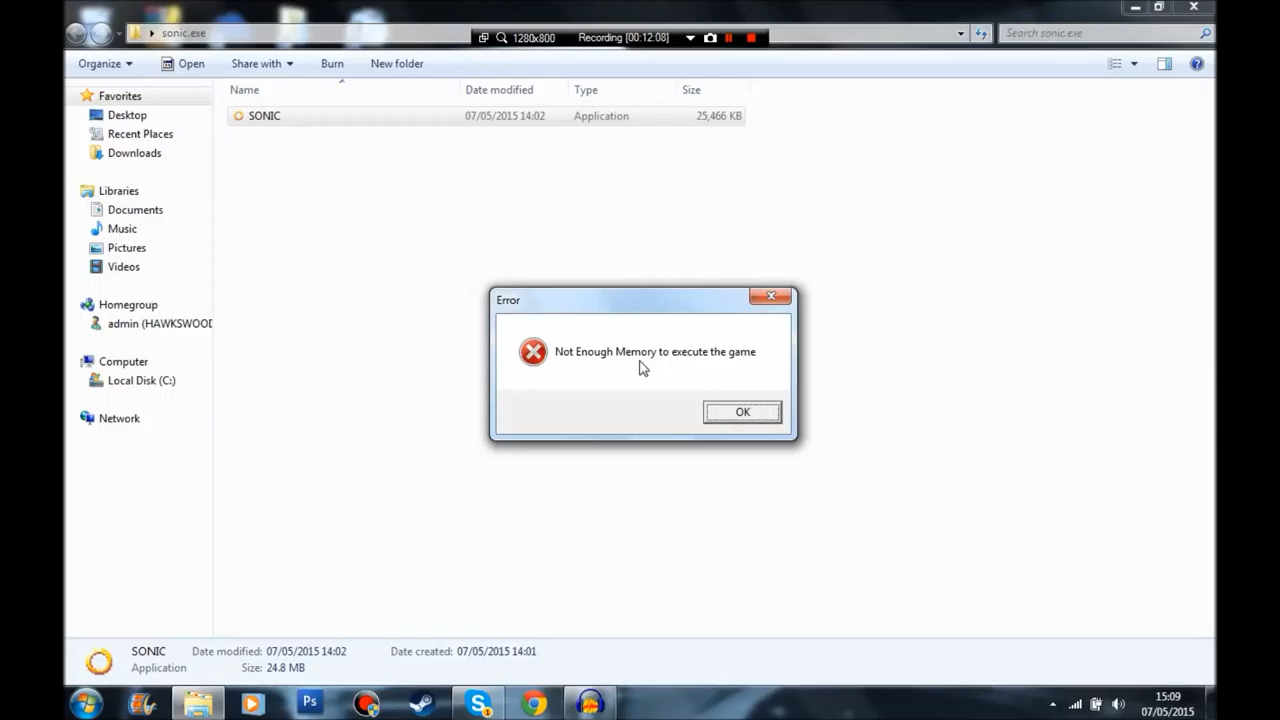 sonic.exe
1280x800 Recording [00:12:08]
Search sonic.exe
Organize Open Share with Burn New folder
Name Date modified Type Size
SONIC 07/05/2015 14:02 Application 25,466 KB
Favorites
Desktop
Recent Places
Downloads
Libraries
Documents
Music
Pictures
Videos
Homegroup
admin (HAWKSWOOD
Computer
Local Disk (C:)
Network
Error
Not Enough Memory to execute the game
OK
SONIC Date modified: 07/05/2015 14:02 Date created: 07/05/2015 14:01
Application Size: 24.8 MB
Ps
15:09
07/05/2015